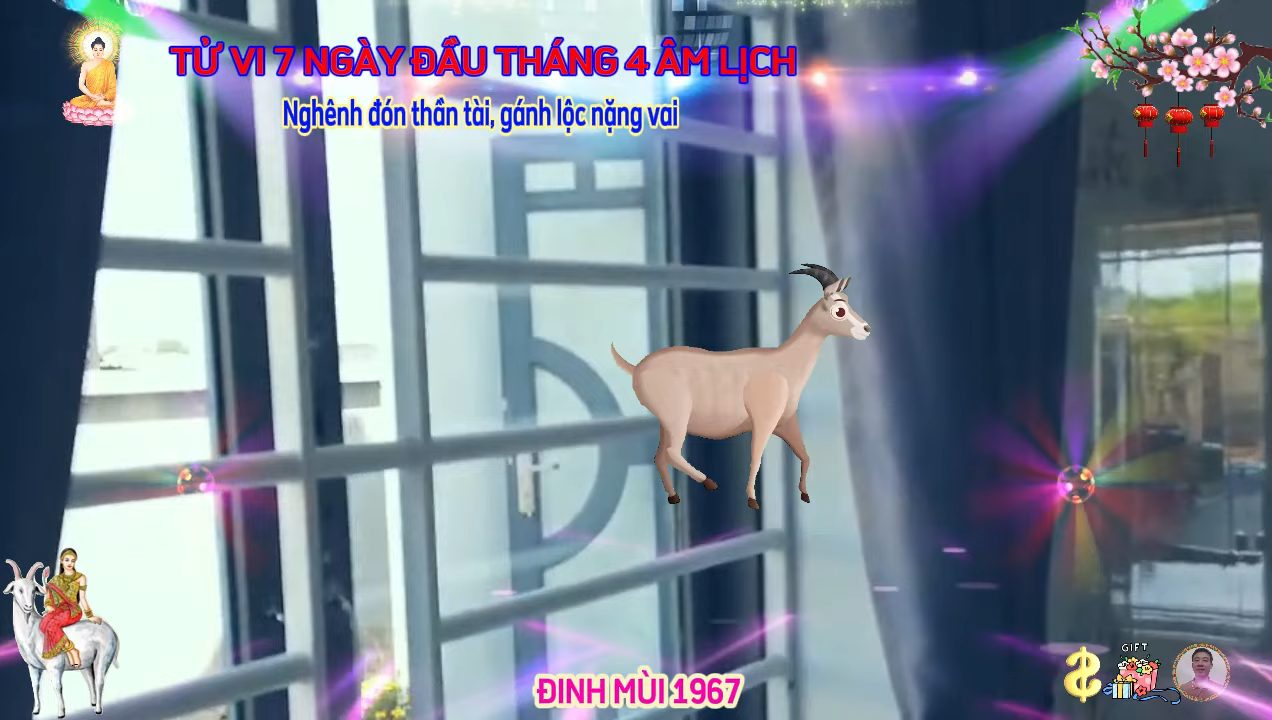 TỬ VI 7 NGÀY ĐẦU THÁNG 4 ÂM LỊCH
Nghênh đón thần tài, gánh lộc nặng vai
GIFT
ĐINH MÙI 1967